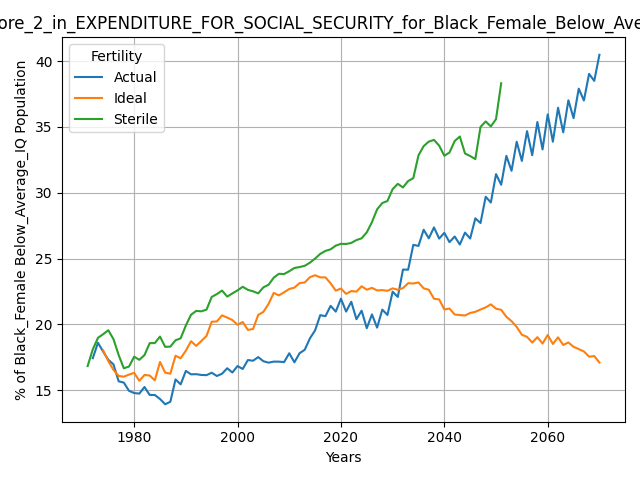 ore_2_in_EXPENDITURE_FOR_SOCIAL_SECURITY_for_Black_Female_Below_Ave
Fertility
Actual
Ideal
Sterile
% of Black_Female Below_Average_IQ Population
40
35
30
25
20
15
1980
2000
2020
2040
2060
Years